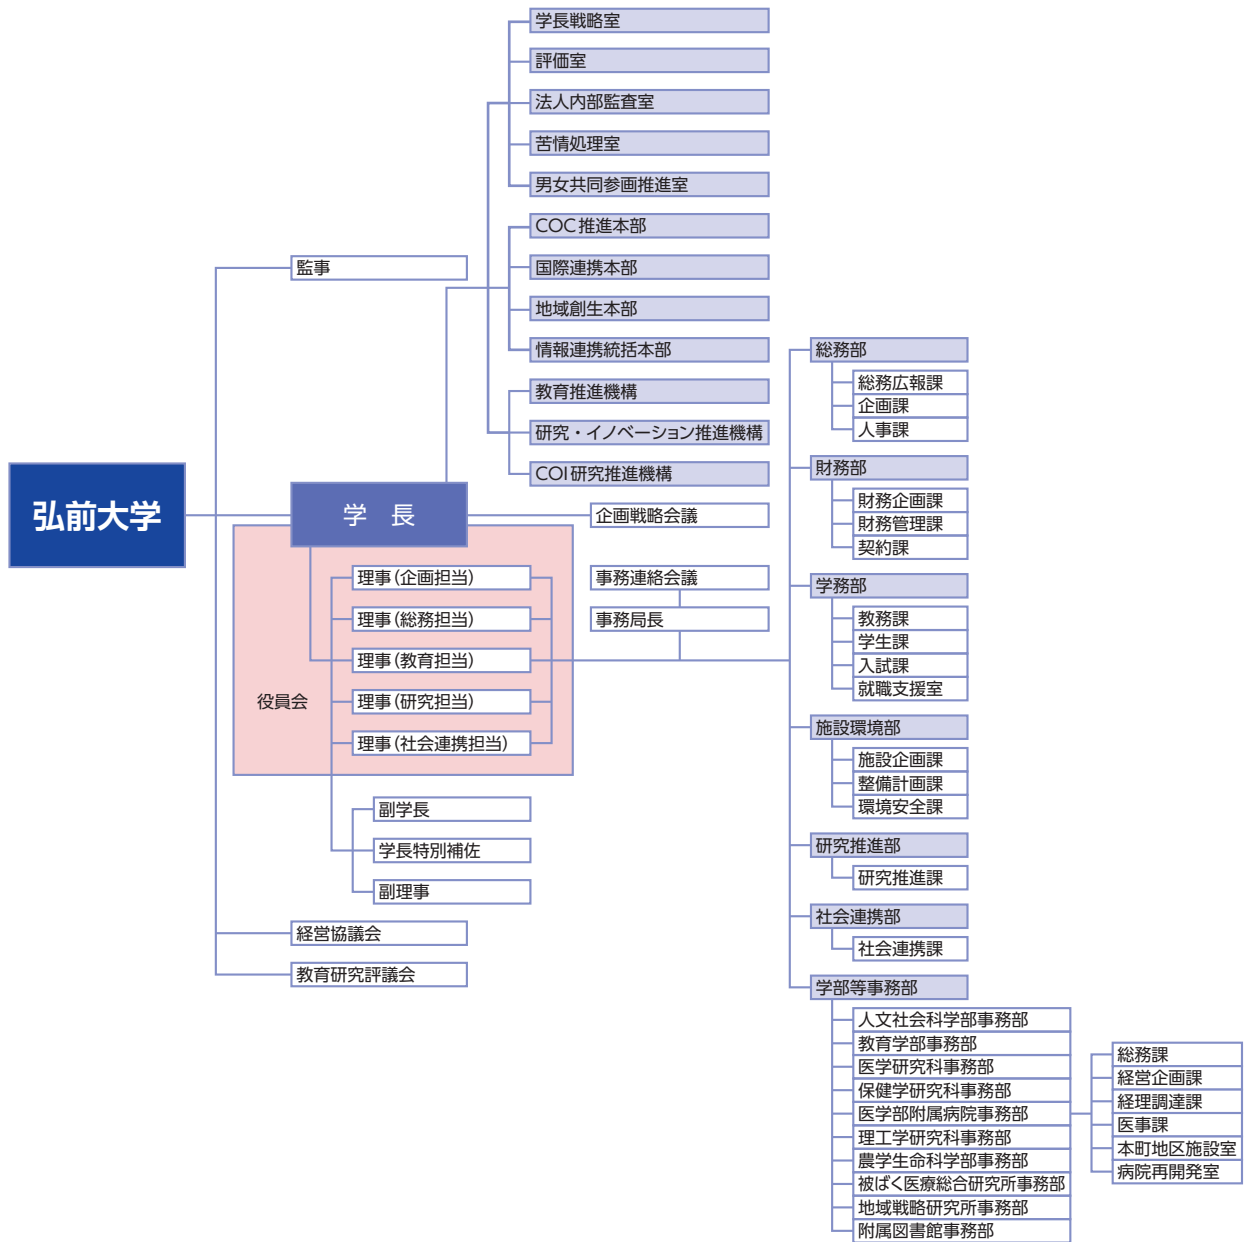 学長戦略室
評価室
法人内部監査室
苦情処理室
男女共同参画推進室
COC推進本部
国際連携本部
地域創生本部
情報連携統括本部
教育推進機構
研究・イノベーション推進機構
COI研究推進機構
監事
弘前大学
学 長
企画戦略会議
事務連絡会議
事務局長
役員会
理事(企画担当)
理事(総務担当)
理事(教育担当)
理事(研究担当)
理事(社会連携担当)
副学長
学長特別補佐
副理事
経営協議会
教育研究評議会
総務部
総務広報課
企画課
人事課
財務部
財務企画課
財務管理課
契約課
学務部
教務課
学生課
入試課
就職支援室
施設環境部
施設企画課
整備計画課
環境安全課
研究推進部
研究推進課
社会連携部
社会連携課
学部等事務部
人文社会科学部事務部
教育学部事務部
医学研究科事務部
保健学研究科事務部
医学部附属病院事務部
理工学研究科事務部
農学生命科学部事務部
被ばく医療総合研究所事務部
地域戦略研究所事務部
附属図書館事務部
総務課
経営企画課
経理調達課
医事課
本町地区施設室
病院再開発室